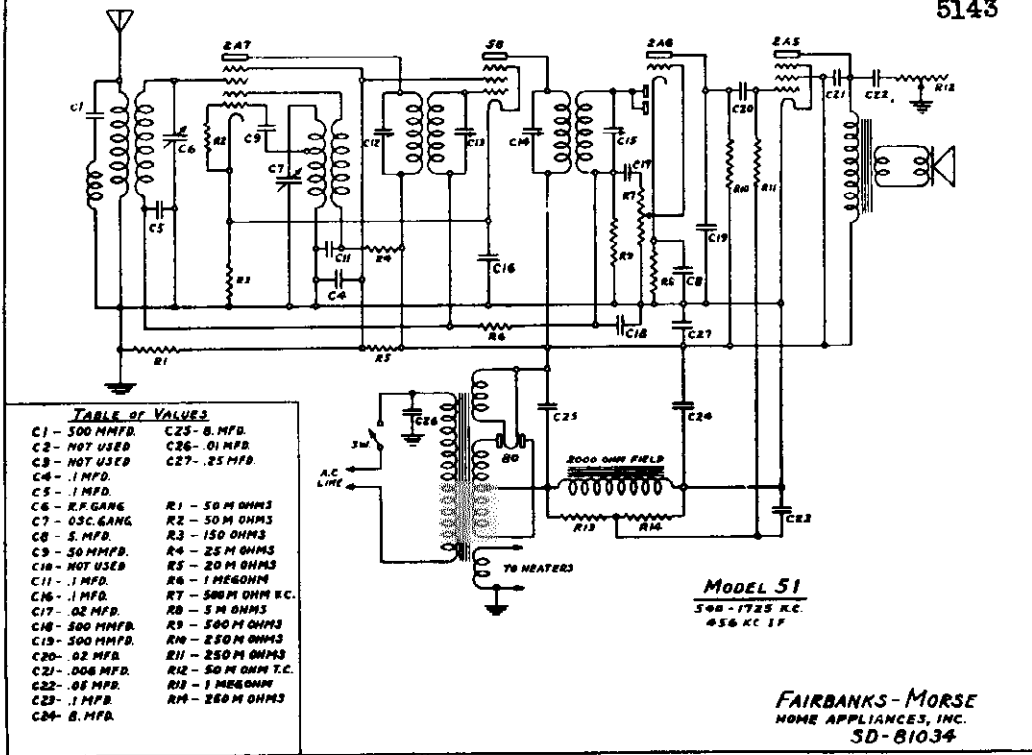 5143
2A7
58
2A6
2A5
C1
C6
R2
C9
C7
C12
C13
C14
C15
C17
R7
C20
C21
C22
R12
R10
R11
C5
R3
C11
R4
C4
C16
R9
R8
C8
C19
R6
C18
C27
R1
R5
C26
SW.
A.C. LINE
80
C25
C24
2000 OHM FIELD
R13
R14
C23
TO HEATERS
TABLE OF VALUES
C1 - 500 MMFD.
C2 - NOT USED
C3 - NOT USED
C4 - .1 MFD.
C5 - .1 MFD.
C6 - R.F. GANG
C7 - OSC. GANG
C8 - 5. MFD.
C9 - 50 MMFD.
C10 - NOT USED
C11 - .1 MFD.
C16 - .1 MFD.
C17 - .02 MFD.
C18 - 500 MMFD.
C19 - 500 MMFD.
C20 - .02 MFD.
C21 - .006 MFD.
C22 - .05 MFD.
C23 - .1 MFD.
C24 - 8. MFD.
C25 - 8. MFD.
C26 - .01 MFD.
C27 - .25 MFD.
R1 - 50 M OHMS
R2 - 50 M OHMS
R3 - 150 OHMS
R4 - 25 M OHMS
R5 - 20 M OHMS
R6 - 1 MEGOHM
R7 - 500 M OHM V.C.
R8 - 5 M OHMS
R9 - 500 M OHMS
R10 - 250 M OHMS
R11 - 250 M OHMS
R12 - 50 M OHM T.C.
R13 - 1 MEGOHM
R14 - 250 M OHMS
MODEL 51
540 - 1725 K.C.
456 KC IF
FAIRBANKS - MORSE
HOME APPLIANCES, INC.
SD-81034